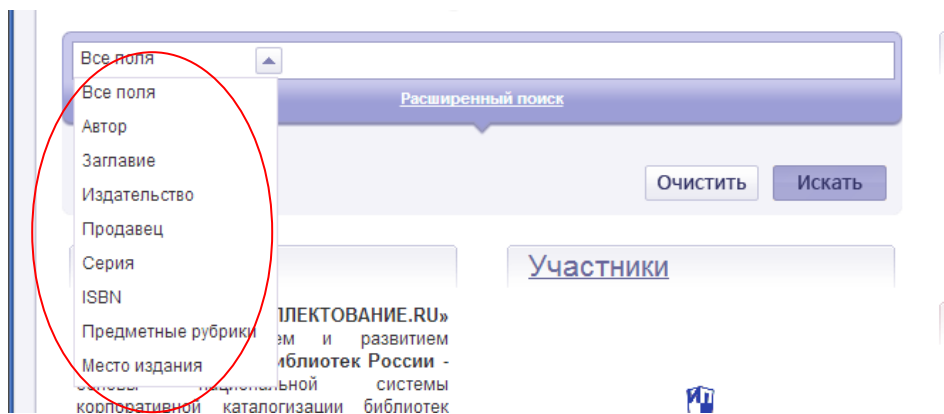 Все поля
Все поля
Автор
Заглавие
Издательство
Продавец
Серия
ISBN
Предметные рубрики
Место издания
Расширенный поиск
Очистить Искать
Участники
ПЛЕКТОВАНИЕ.RU»
ем и развитием
иблиотек России -
системы
корпоративной каталогизации библиотек